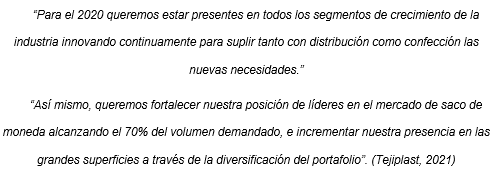 “Para el 2020 queremos estar presentes en todos los segmentos de crecimiento de la
industria innovando continuamente para suplir tanto con distribución como confección las
nuevas necesidades.”
“Así mismo, queremos fortalecer nuestra posición de líderes en el mercado de saco de
moneda alcanzando el 70% del volumen demandado, e incrementar nuestra presencia en las
grandes superficies a través de la diversificación del portafolio”. (Tejiplast, 2021)